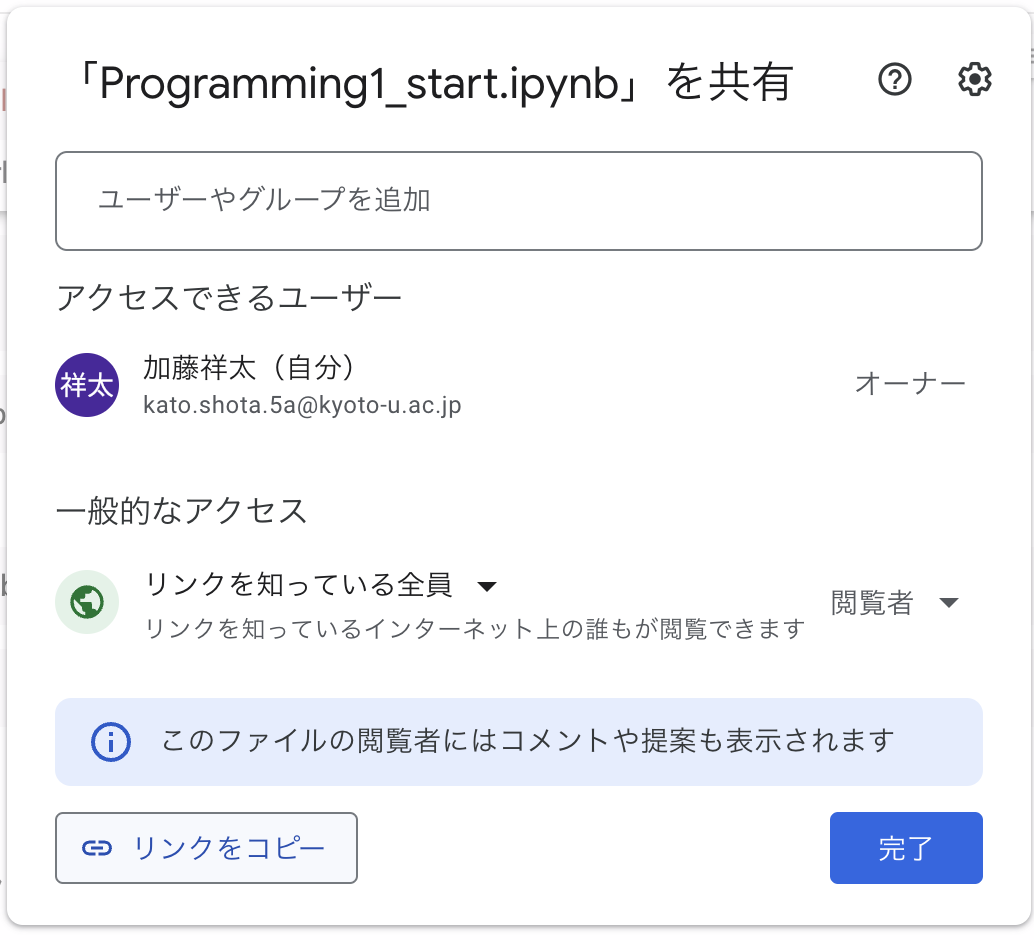 「Programming1_start.ipynb」を共有
ユーザーやグループを追加
アクセスできるユーザー
祥太
加藤祥太（自分）
kato.shota.5a@kyoto-u.ac.jp
オーナー
一般的なアクセス
リンクを知っている全員
リンクを知っているインターネット上の誰もが閲覧できます
閲覧者
このファイルの閲覧者にはコメントや提案も表示されます
リンクをコピー
完了